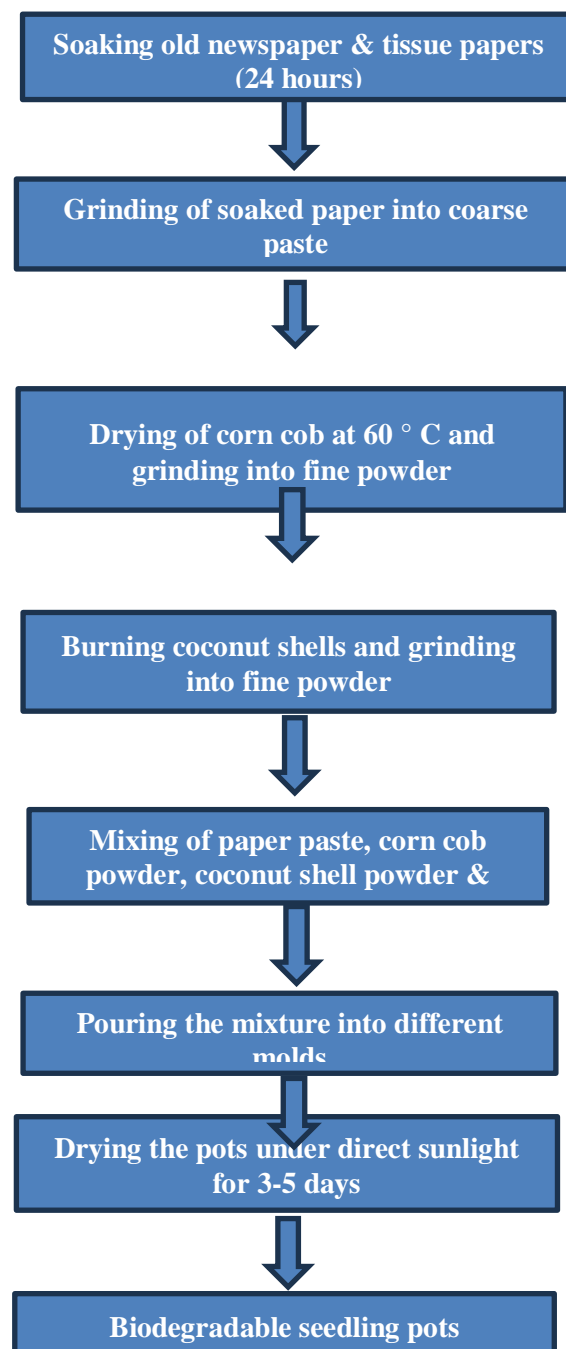 Soaking old newspaper & tissue papers
(24 hours)
Grinding of soaked paper into coarse
paste
Drying of corn cob at 60 ° C and
grinding into fine powder
Burning coconut shells and grinding
into fine powder
Mixing of paper paste, corn cob
powder, coconut shell powder &
Pouring the mixture into different
molds
Drying the pots under direct sunlight
for 3-5 days
Biodegradable seedling pots